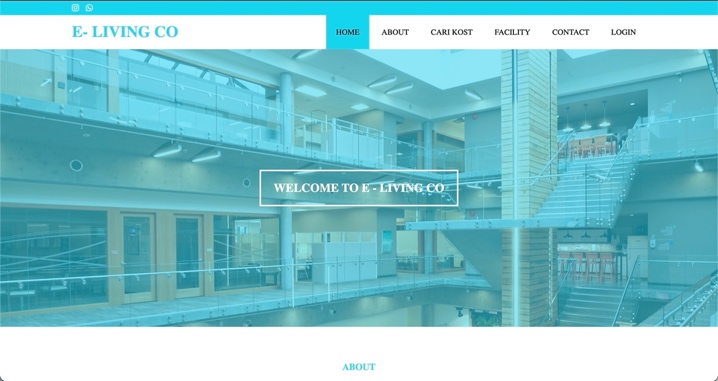 E- LIVING CO
HOME ABOUT CARI KOST FACILITY CONTACT LOGIN
WELCOME TO E - LIVING CO
ABOUT